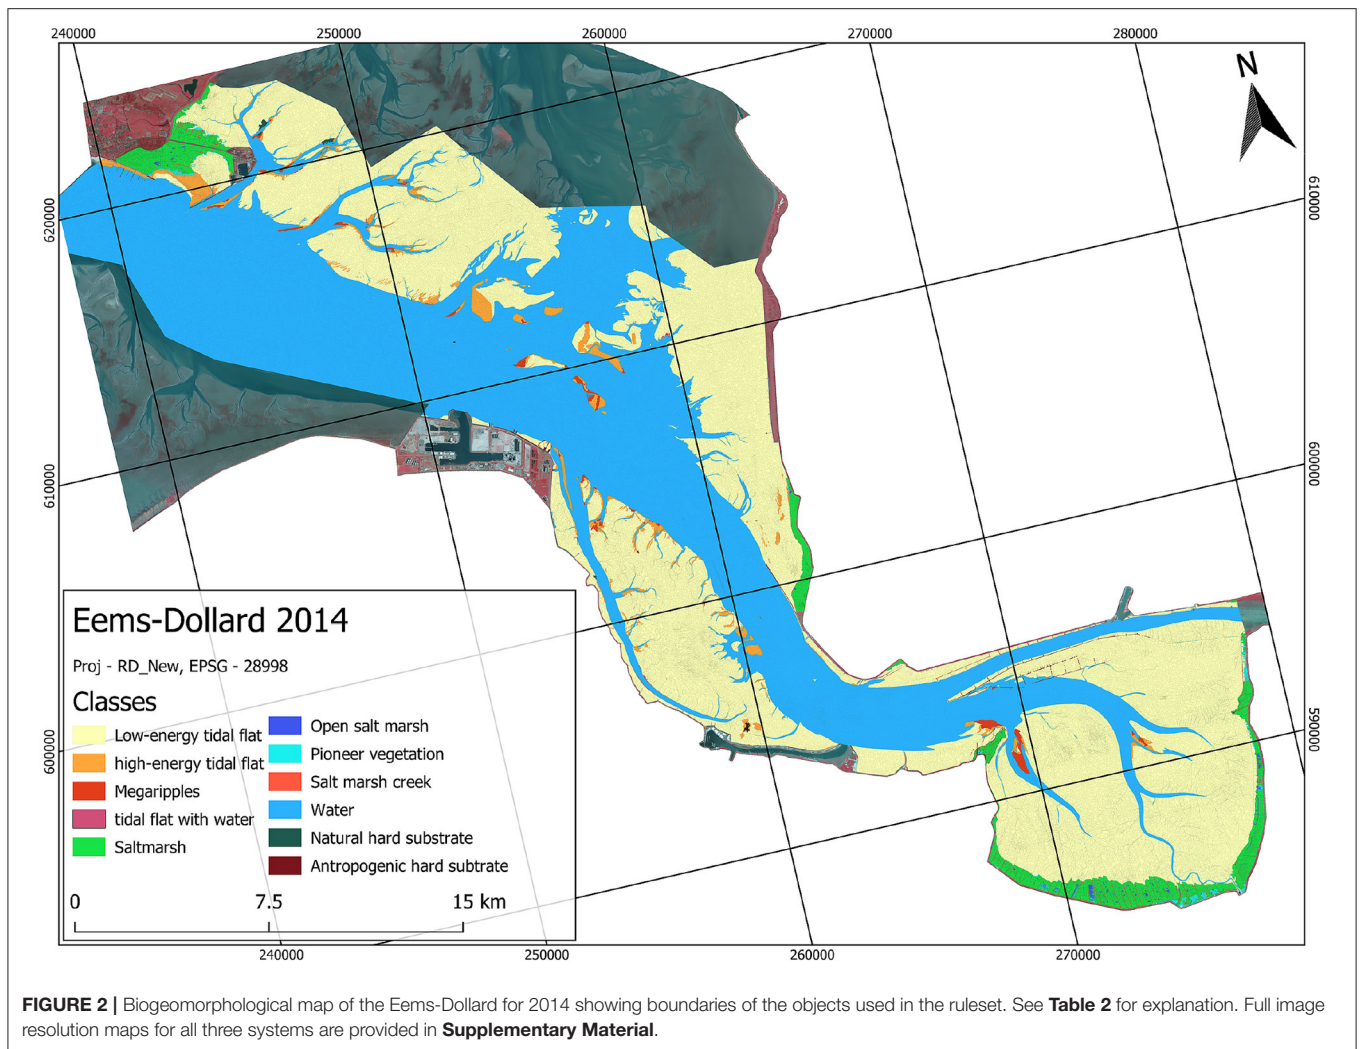 240000
250000
260000
270000
280000
N
620000
610000
610000
600000
600000
590000
Eems-Dollard 2014
Proj - RD_New, EPSG - 28998
Classes
Low-energy tidal flat
high-energy tidal flat
Megaripples
tidal flat with water
Saltmarsh
Open salt marsh
Pioneer vegetation
Salt marsh creek
Water
Natural hard substrate
Antropogenic hard subtrate
0 7.5 15 km
240000
250000
260000
270000
FIGURE 2 | Biogeomorphological map of the Eems-Dollard for 2014 showing boundaries of the objects used in the ruleset. See Table 2 for explanation. Full image
resolution maps for all three systems are provided in Supplementary Material.